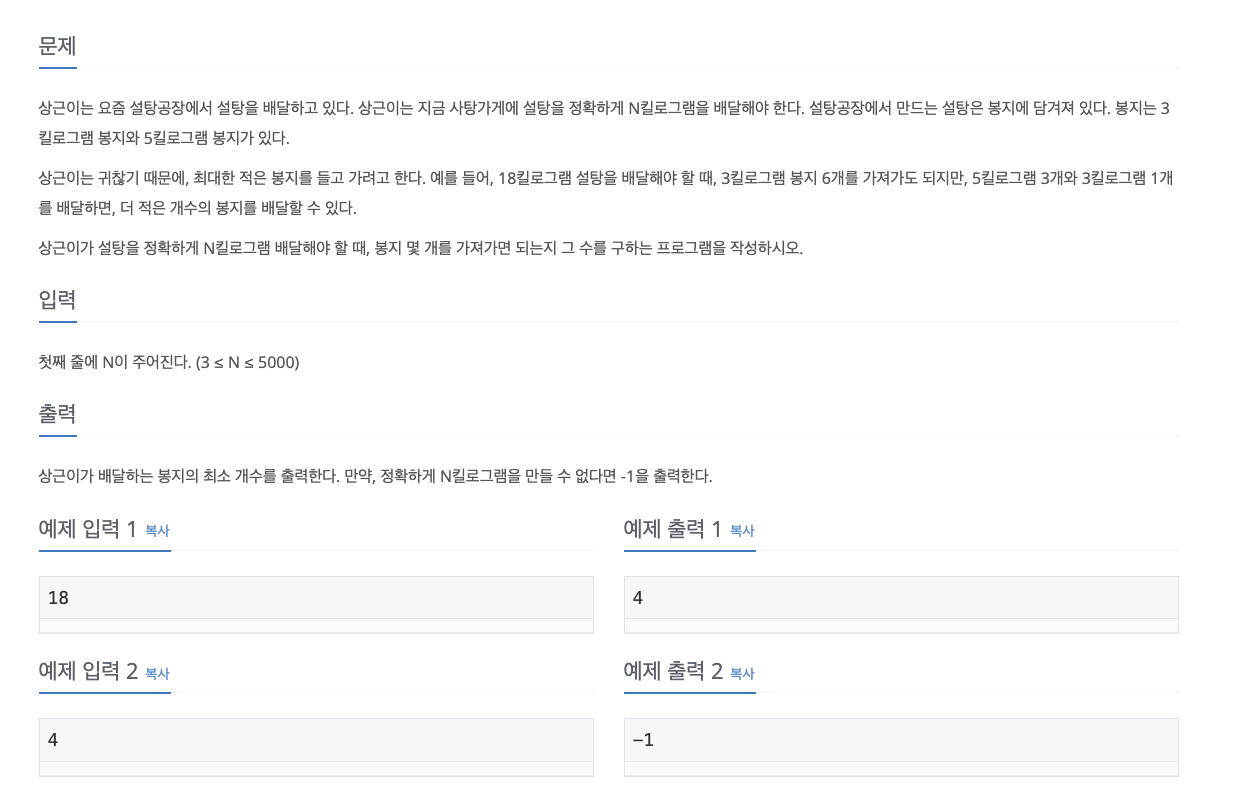 문제
상근이는 요즘 설탕공장에서 설탕을 배달하고 있다. 상근이는 지금 사탕가게에 설탕을 정확하게 N킬로그램을 배달해야 한다. 설탕공장에서 만드는 설탕은 봉지에 담겨져 있다. 봉지는 3
킬로그램 봉지와 5킬로그램 봉지가 있다.
상근이는 귀찮기 때문에, 최대한 적은 봉지를 들고 가려고 한다. 예를 들어, 18킬로그램 설탕을 배달해야 할 때, 3킬로그램 봉지 6개를 가져가도 되지만, 5킬로그램 3개와 3킬로그램 1개
를 배달하면, 더 적은 개수의 봉지를 배달할 수 있다.
상근이가 설탕을 정확하게 N킬로그램 배달해야 할 때, 봉지 몇 개를 가져가면 되는지 그 수를 구하는 프로그램을 작성하시오.
입력
첫째 줄에 N이 주어진다. (3 ≤ N ≤ 5000)
출력
상근이가 배달하는 봉지의 최소 개수를 출력한다. 만약, 정확하게 N킬로그램을 만들 수 없다면 -1을 출력한다.
예제 입력 1 복사
18
예제 출력 1 복사
4
예제 입력 2 복사
4
예제 출력 2 복사
-1